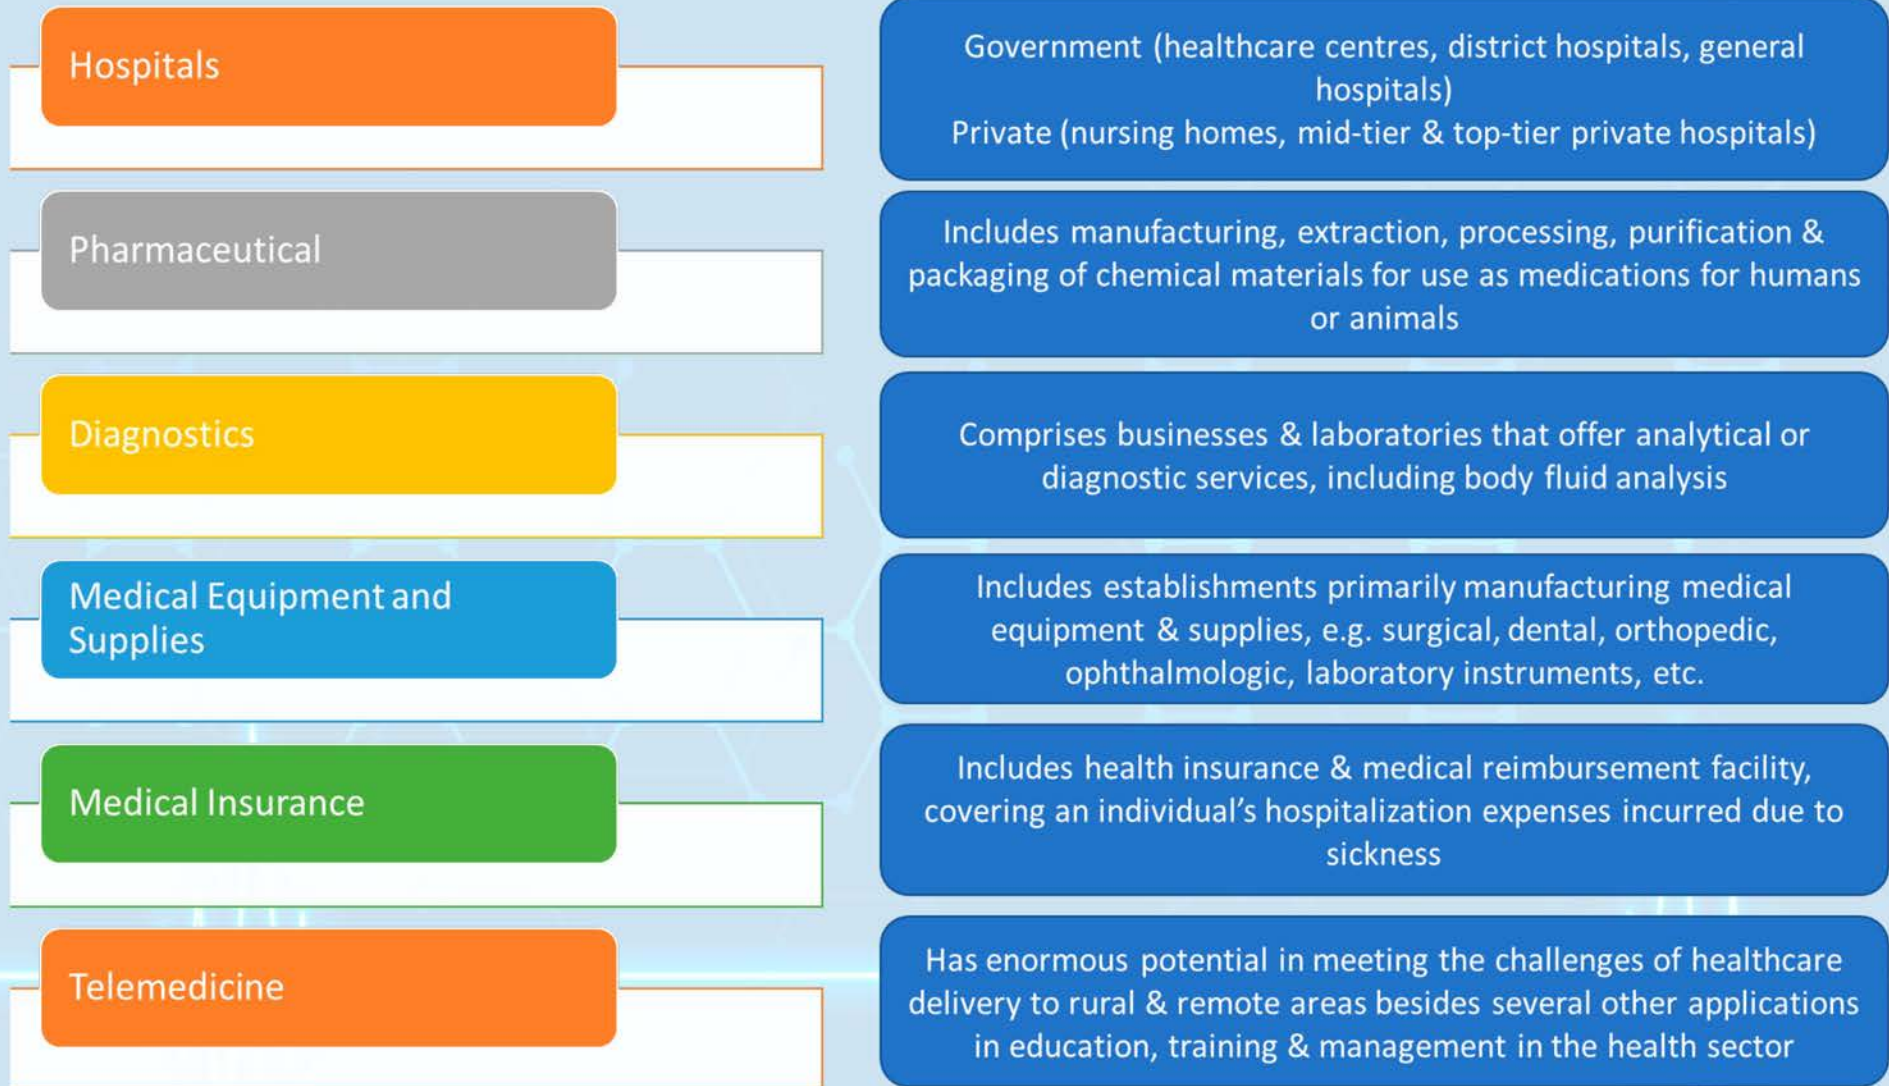 Hospitals
Government (healthcare centres, district hospitals, general
hospitals)
Private (nursing homes, mid-tier & top-tier private hospitals)
Pharmaceutical
Includes manufacturing, extraction, processing, purification &
packaging of chemical materials for use as medications for humans
or animals
Diagnostics
Comprises businesses & laboratories that offer analytical or
diagnostic services, including body fluid analysis
Medical Equipment and
Supplies
Includes establishments primarily manufacturing medical
equipment & supplies, e.g. surgical, dental, orthopedic,
ophthalmologic, laboratory instruments, etc.
Medical Insurance
Includes health insurance & medical reimbursement facility,
covering an individual’s hospitalization expenses incurred due to
sickness
Telemedicine
Has enormous potential in meeting the challenges of healthcare
delivery to rural & remote areas besides several other applications
in education, training & management in the health sector